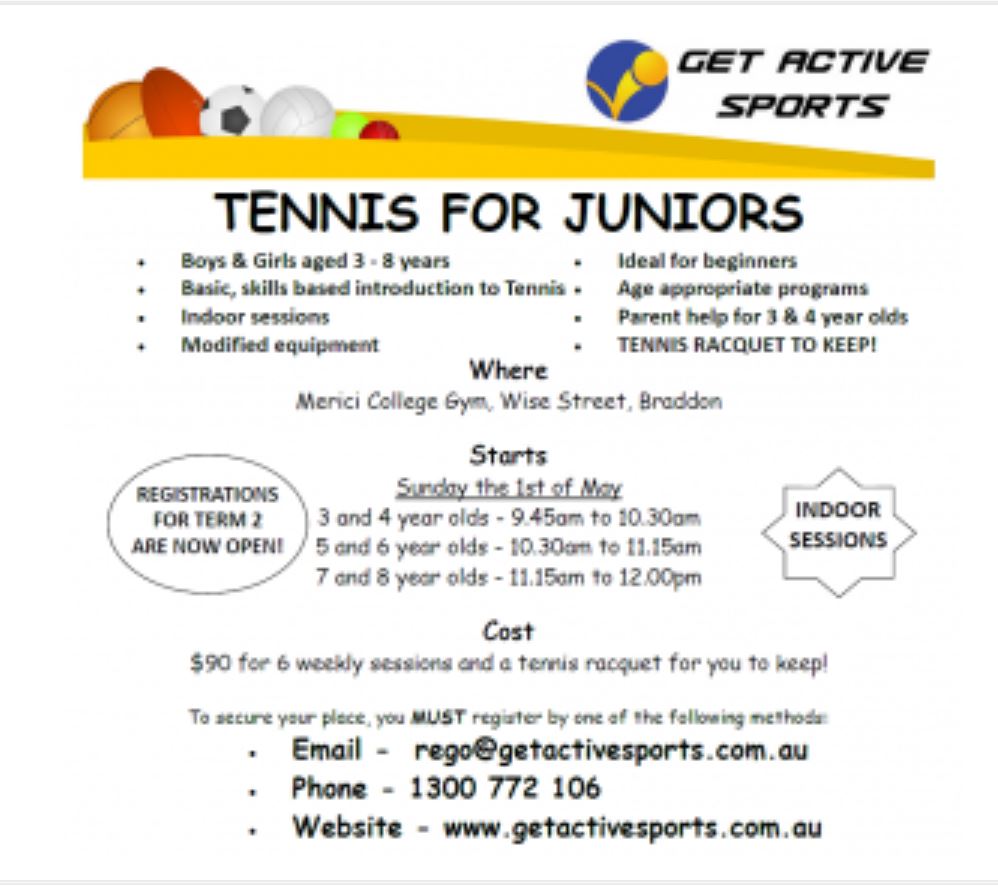 GET ACTIVE
SPORTS
TENNIS FOR JUNIORS
• Boys & Girls aged 3 - 8 years
• Basic, skills based introduction to Tennis
• Indoor sessions
• Modified equipment
• Ideal for beginners
• Age appropriate programs
• Parent help for 3 & 4 year olds
• TENNIS RACQUET TO KEEP!
Where
Merici College Gym, Wise Street, Braddon
Starts
Sunday the 1st of May
3 and 4 year olds - 9.45am to 10.30am
5 and 6 year olds - 10.30am to 11.15am
7 and 8 year olds - 11.15am to 12.00pm
REGISTRATIONS
FOR TERM 2
ARE NOW OPEN!
INDOOR
SESSIONS
Cost
$90 for 6 weekly sessions and a tennis racquet for you to keep!
To secure your place, you MUST register by one of the following methods:
• Email - rego@getactivesports.com.au
• Phone - 1300 772 106
• Website - www.getactivesports.com.au